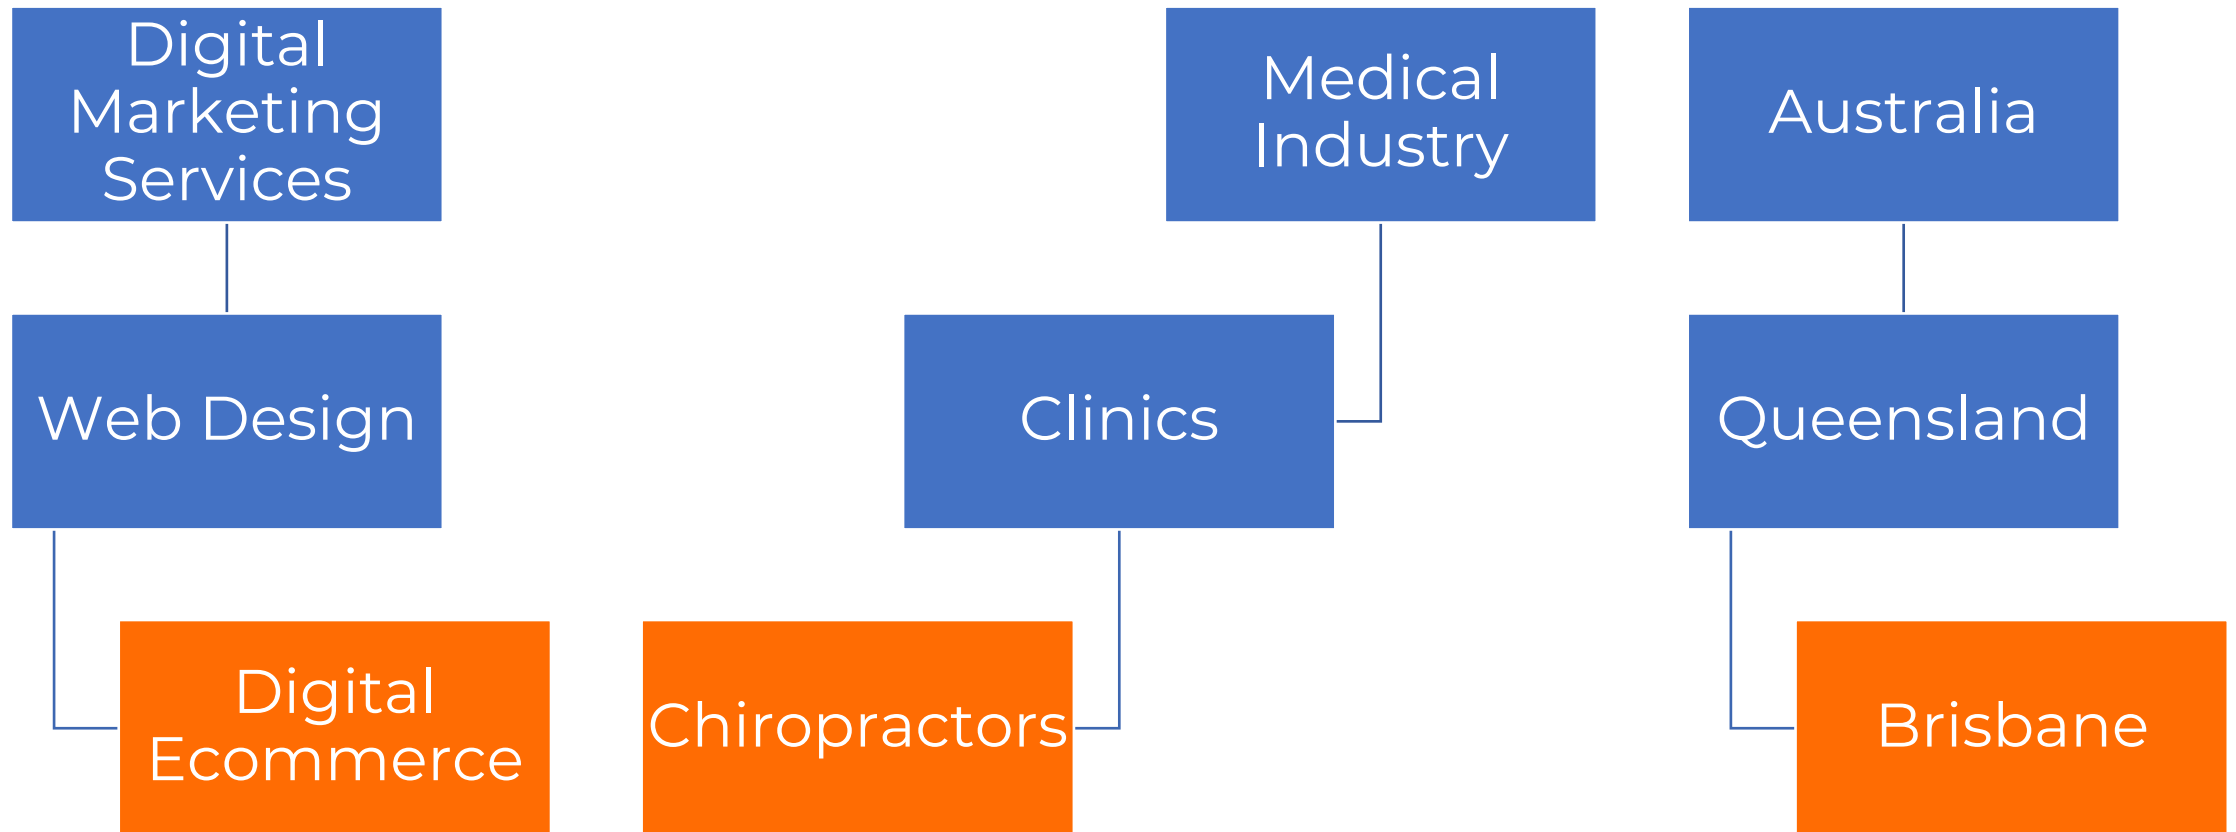 Digital
Marketing
Services
Medical
Industry
Australia
Web Design
Clinics
Queensland
Digital
Ecommerce
Chiropractors
Brisbane